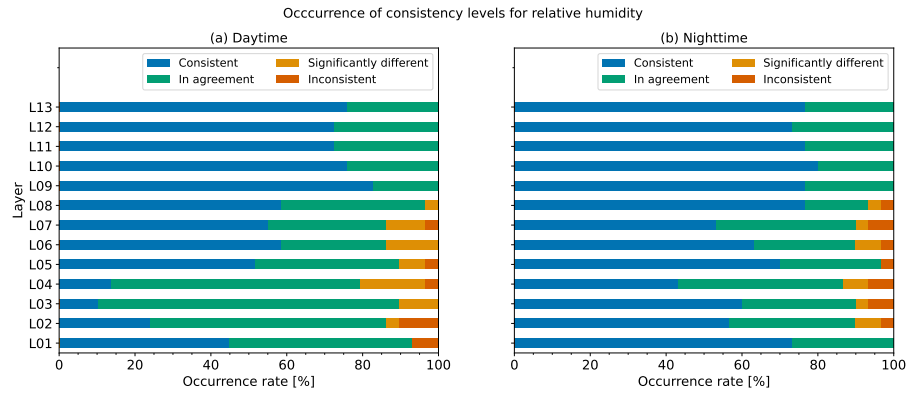 Occcurrence of consistency levels for relative humidity
(a) Daytime
Consistent
In agreement
Significantly different
Inconsistent
Layer
L13
L12
L11
L10
L09
L08
L07
L06
L05
L04
L03
L02
L01
0 20 40 60 80 100
Occurrence rate [%]
(b) Nighttime
Consistent
In agreement
Significantly different
Inconsistent
0 20 40 60 80 100
Occurrence rate [%]